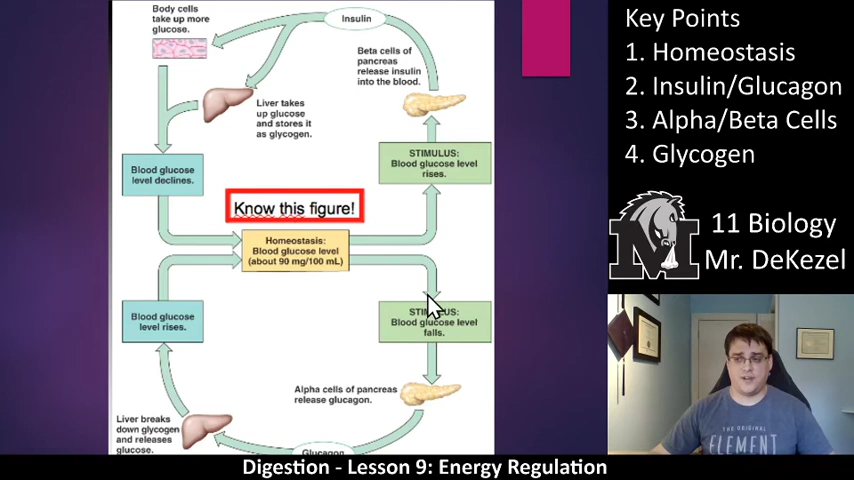 Body cells
take up more
glucose.
Insulin
Beta cells of
pancreas
release insulin
into the blood.
Liver takes
up glucose
and stores it
as glycogen.
STIMULUS:
Blood glucose level
rises.
Blood glucose
level declines.
Know this figure!
Homeostasis:
Blood glucose level
(about 90 mg/100 mL)
Blood glucose
level rises.
Blood glucose level
falls.
Alpha cells of pancreas
release glucagon.
Liver breaks
down glycogen
and releases
glucose.
Glucagon
Key Points
1. Homeostasis
2. Insulin/Glucagon
3. Alpha/Beta Cells
4. Glycogen
M
11 Biology
Mr. DeKezel
THE ORIGINAL
ELEMENT
Digestion - Lesson 9: Energy Regulation